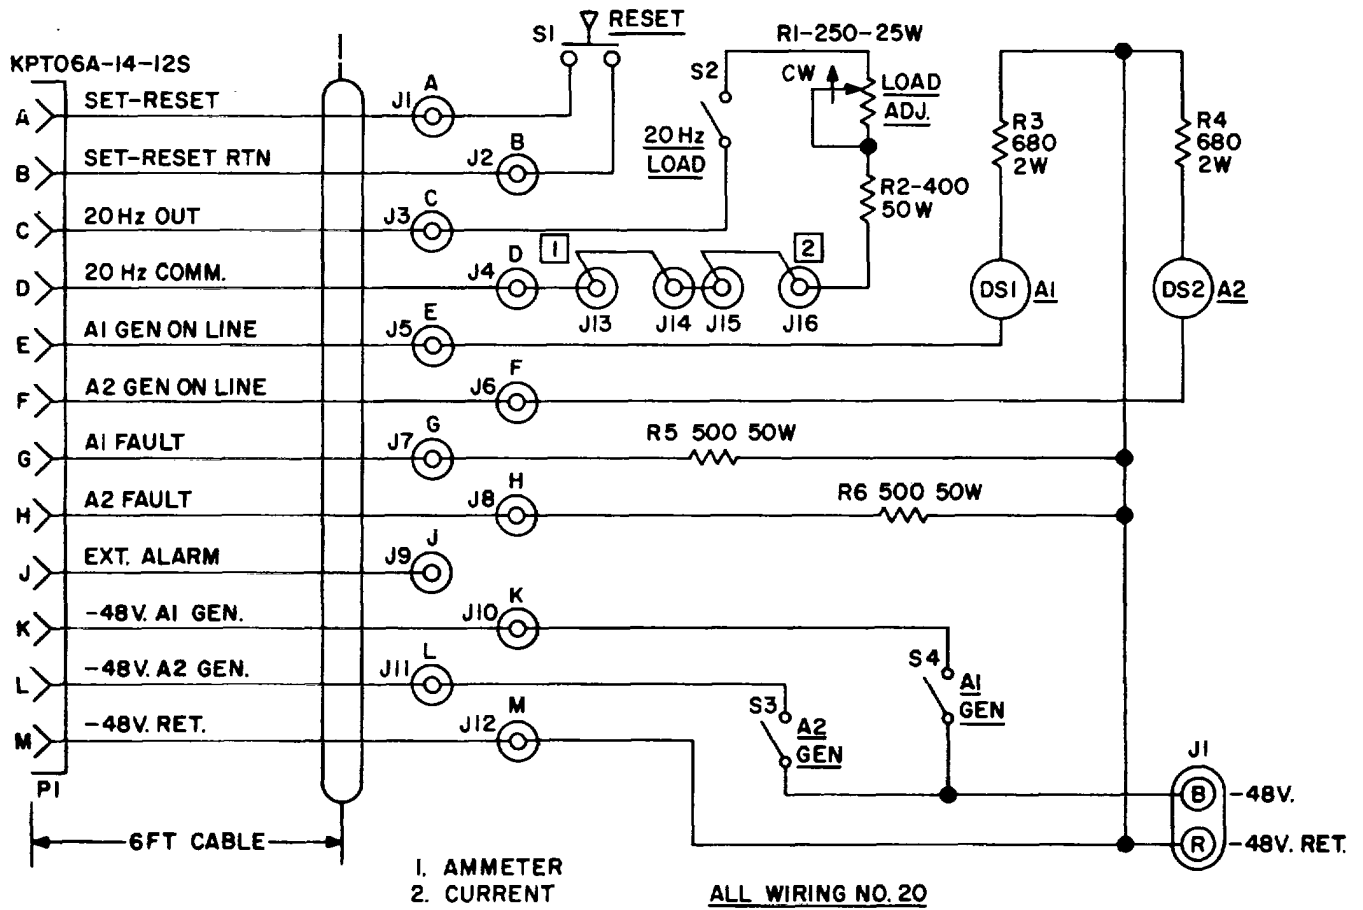 RESET
S1
R1-250-25W
KPT06A-14-12S
A SET-RESET J1 A
S2 CW LOAD ADJ.
20 Hz LOAD
R3 680 2W
R4 680 2W
B SET-RESET RTN J2 B
R2-400 50W
C 20 Hz OUT J3 C
D 20 Hz COMM. J4 D
1 2
J13 J14 J15 J16
DS1 A1
DS2 A2
E A1 GEN ON LINE J5 E
F A2 GEN ON LINE J6 F
G A1 FAULT J7 G
R5 500 50W
H A2 FAULT J8 H
R6 500 50W
J EXT. ALARM J9 J
K -48V. A1 GEN. J10 K
S4 A1 GEN
L -48V. A2 GEN. J11 L
S3 A2 GEN
M -48V. RET. J12 M
P1
J1
B -48V.
R -48V. RET.
6FT CABLE
1. AMMETER
2. CURRENT
ALL WIRING NO. 20